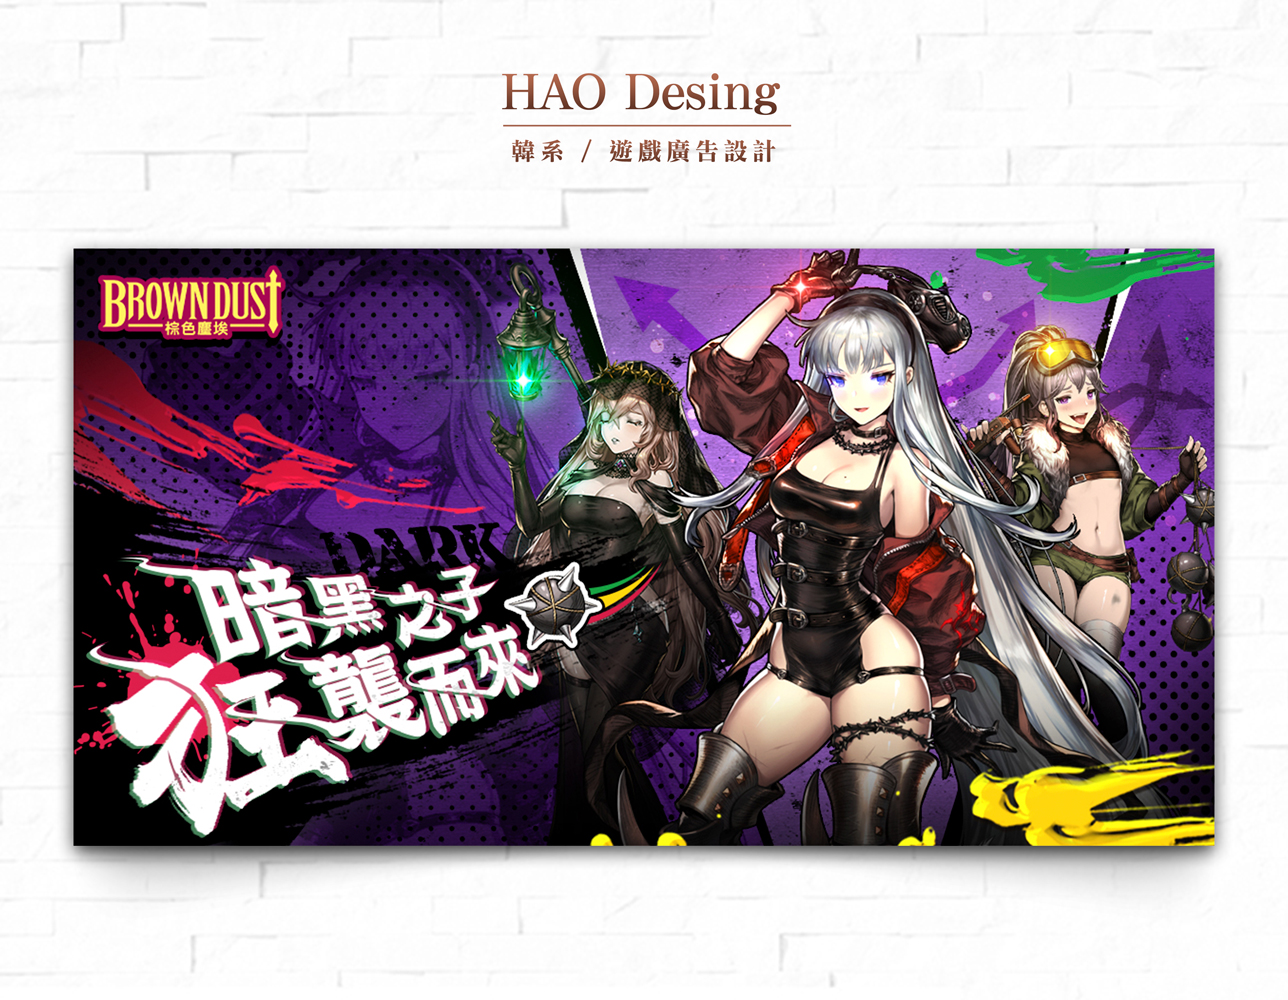 HAO Desing
韓系 / 遊戲廣告設計
BROWN DUST
棕色塵埃
DARK
暗黑之子
狂襲而來